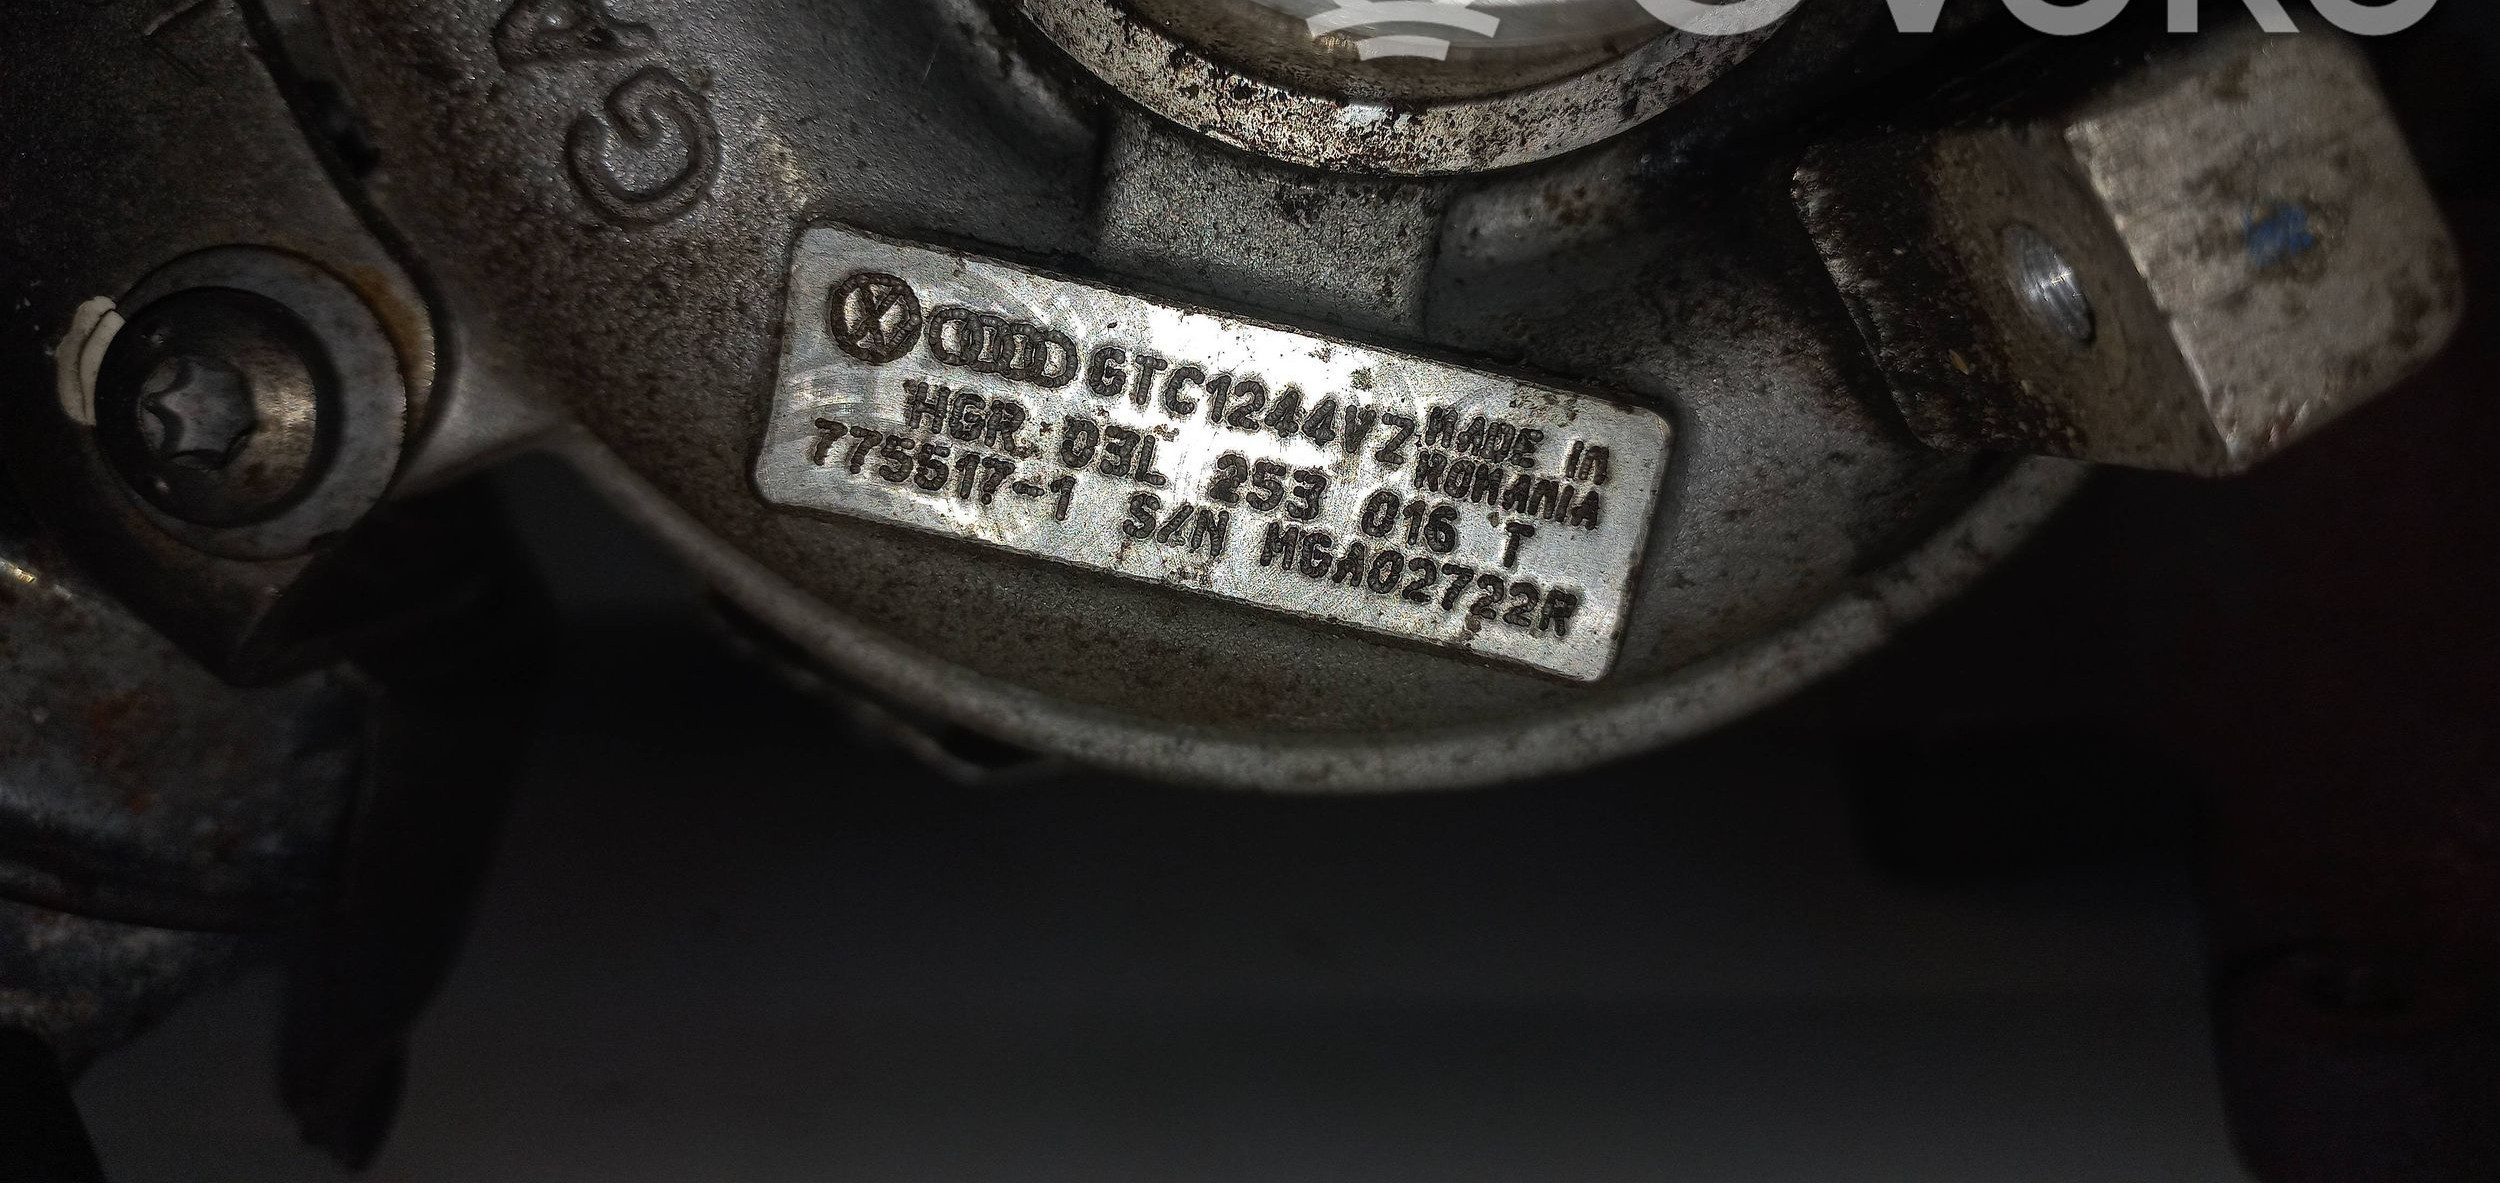 GTC1244VZ MADE IN ROMANIA
HGR 03L 253 016 T
775517-1 S/N MGA02722R